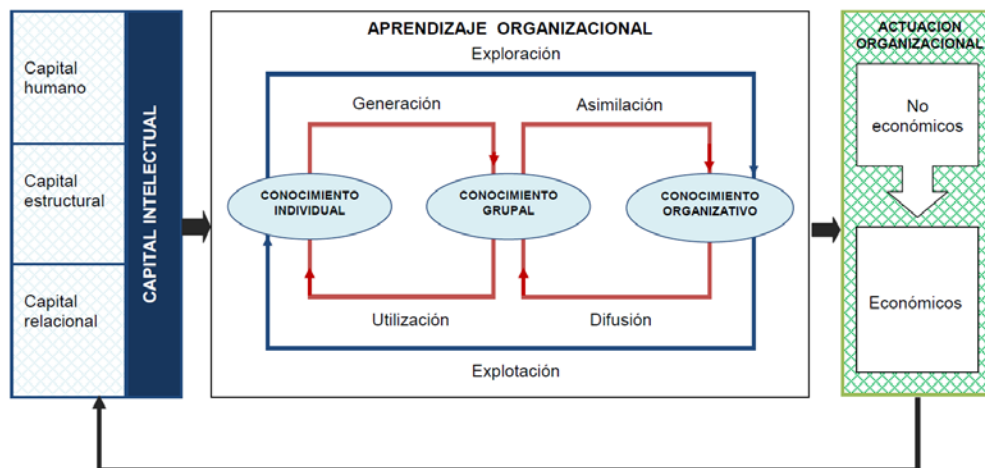 Capital
humano
Capital
estructural
Capital
relacional
CAPITAL INTELECTUAL
APRENDIZAJE ORGANIZACIONAL
Exploración
Generación
Asimilación
CONOCIMIENTO
INDIVIDUAL
CONOCIMIENTO
GRUPAL
CONOCIMIENTO
ORGANIZATIVO
Utilización
Difusión
Explotación
ACTUACION
ORGANIZACIONAL
No
económicos
Económicos